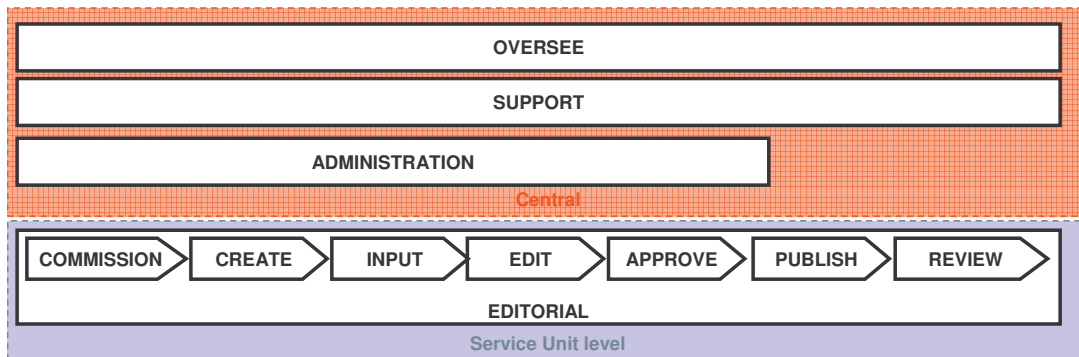 OVERSEE
SUPPORT
ADMINISTRATION
Central
COMMISSION CREATE INPUT EDIT APPROVE PUBLISH REVIEW
EDITORIAL
Service Unit level